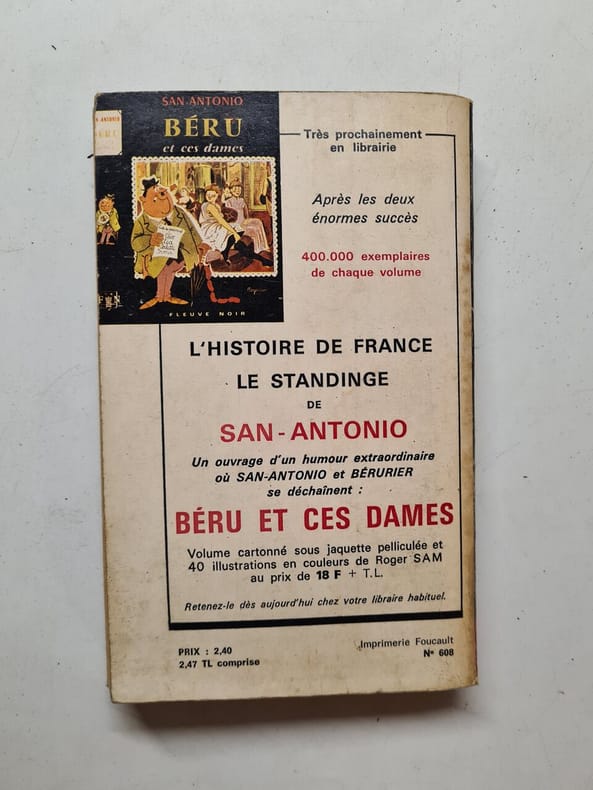 SAN-ANTONIO
BÉRU
et ces dames
FLEUVE NOIR
Très prochainement
en librairie
Après les deux
énormes succès
400.000 exemplaires
de chaque volume
L'HISTOIRE DE FRANCE
LE STANDINGE
DE
SAN-ANTONIO
Un ouvrage d'un humour extraordinaire
où SAN-ANTONIO et BÉRURIER
se déchaînent :
BÉRU ET CES DAMES
Volume cartonné sous jaquette pelliculée et
40 illustrations en couleurs de Roger SAM
au prix de 18 F + T.L.
Retenez-le dès aujourd'hui chez votre libraire habituel.
PRIX : 2,40
2,47 TL comprise
Imprimerie Foucault
N° 608